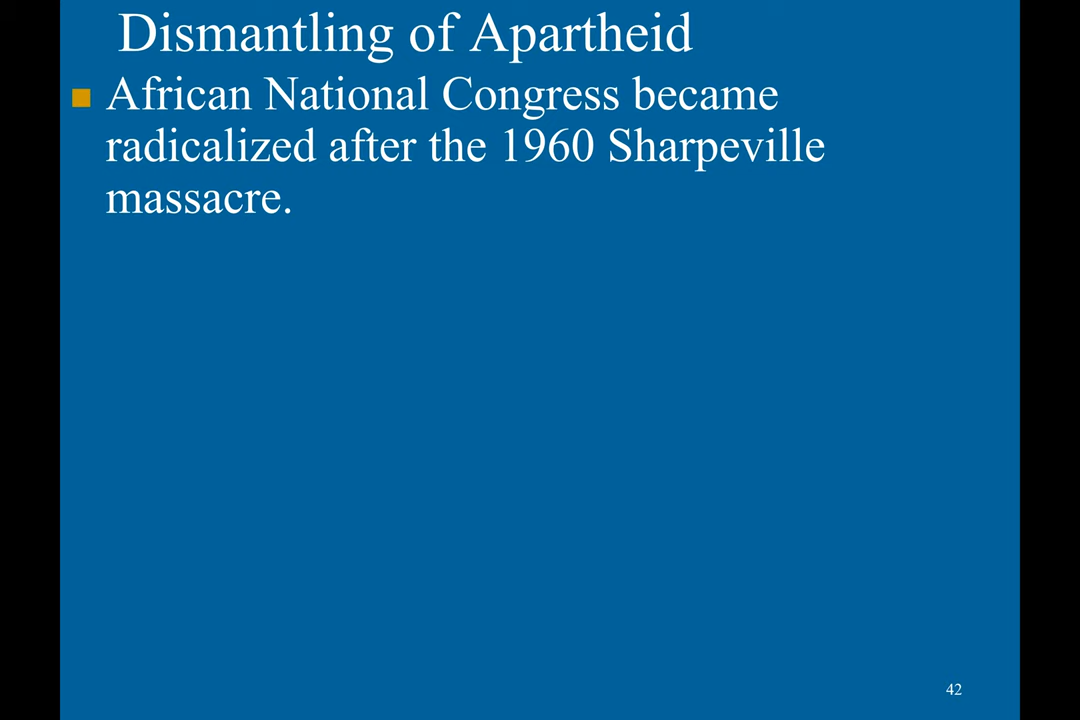 Dismantling of Apartheid
African National Congress became
radicalized after the 1960 Sharpeville
massacre.
42